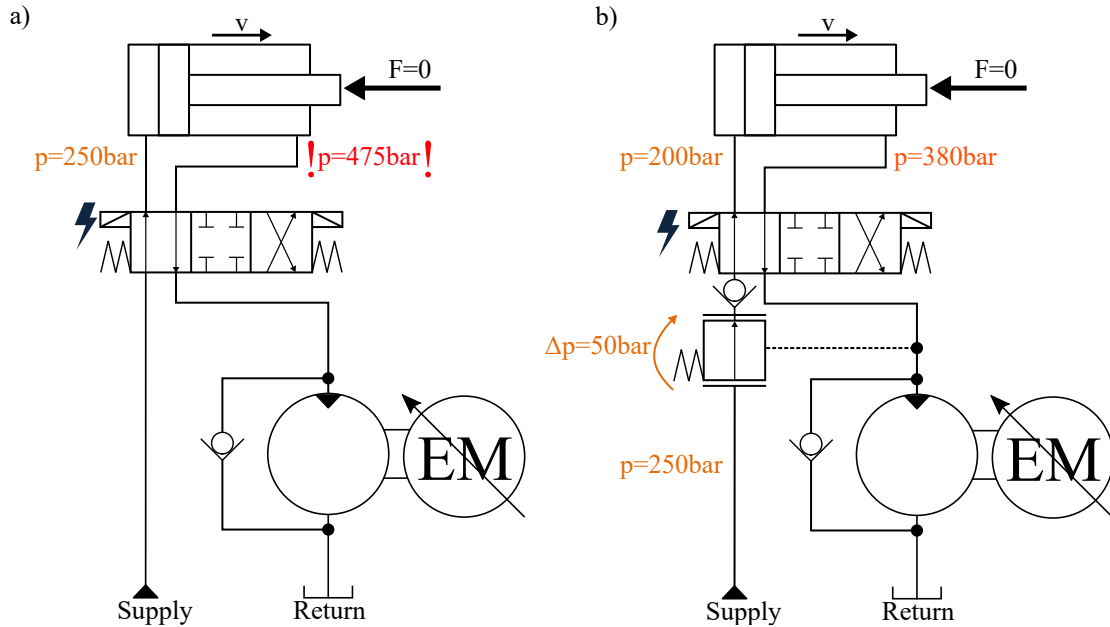 a)
v
F=0
p=250bar
!p=475bar!
EM
Supply
Return
b)
v
F=0
p=200bar
p=380bar
Δp=50bar
p=250bar
EM
Supply
Return